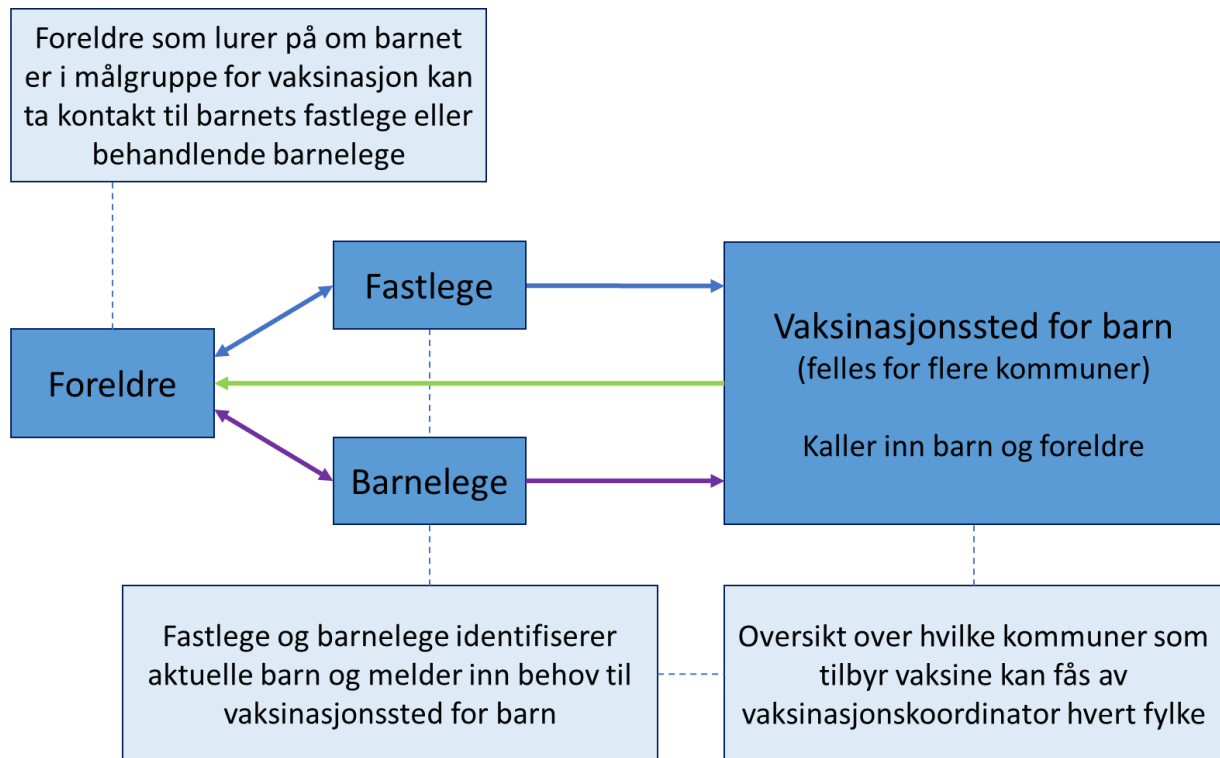 Foreldre som lurer på om barnet
er i målgruppe for vaksinasjon kan
ta kontakt til barnets fastlege eller
behandlende barnelege
Fastlege
Foreldre
Barnelege
Vaksinasjonssted for barn
(felles for flere kommuner)
Kaller inn barn og foreldre
Fastlege og barnelege identifiserer
aktuelle barn og melder inn behov til
vaksinasjonssted for barn
Oversikt over hvilke kommuner som
tilbyr vaksine kan fås av
vaksinasjonskoordinator hvert fylke